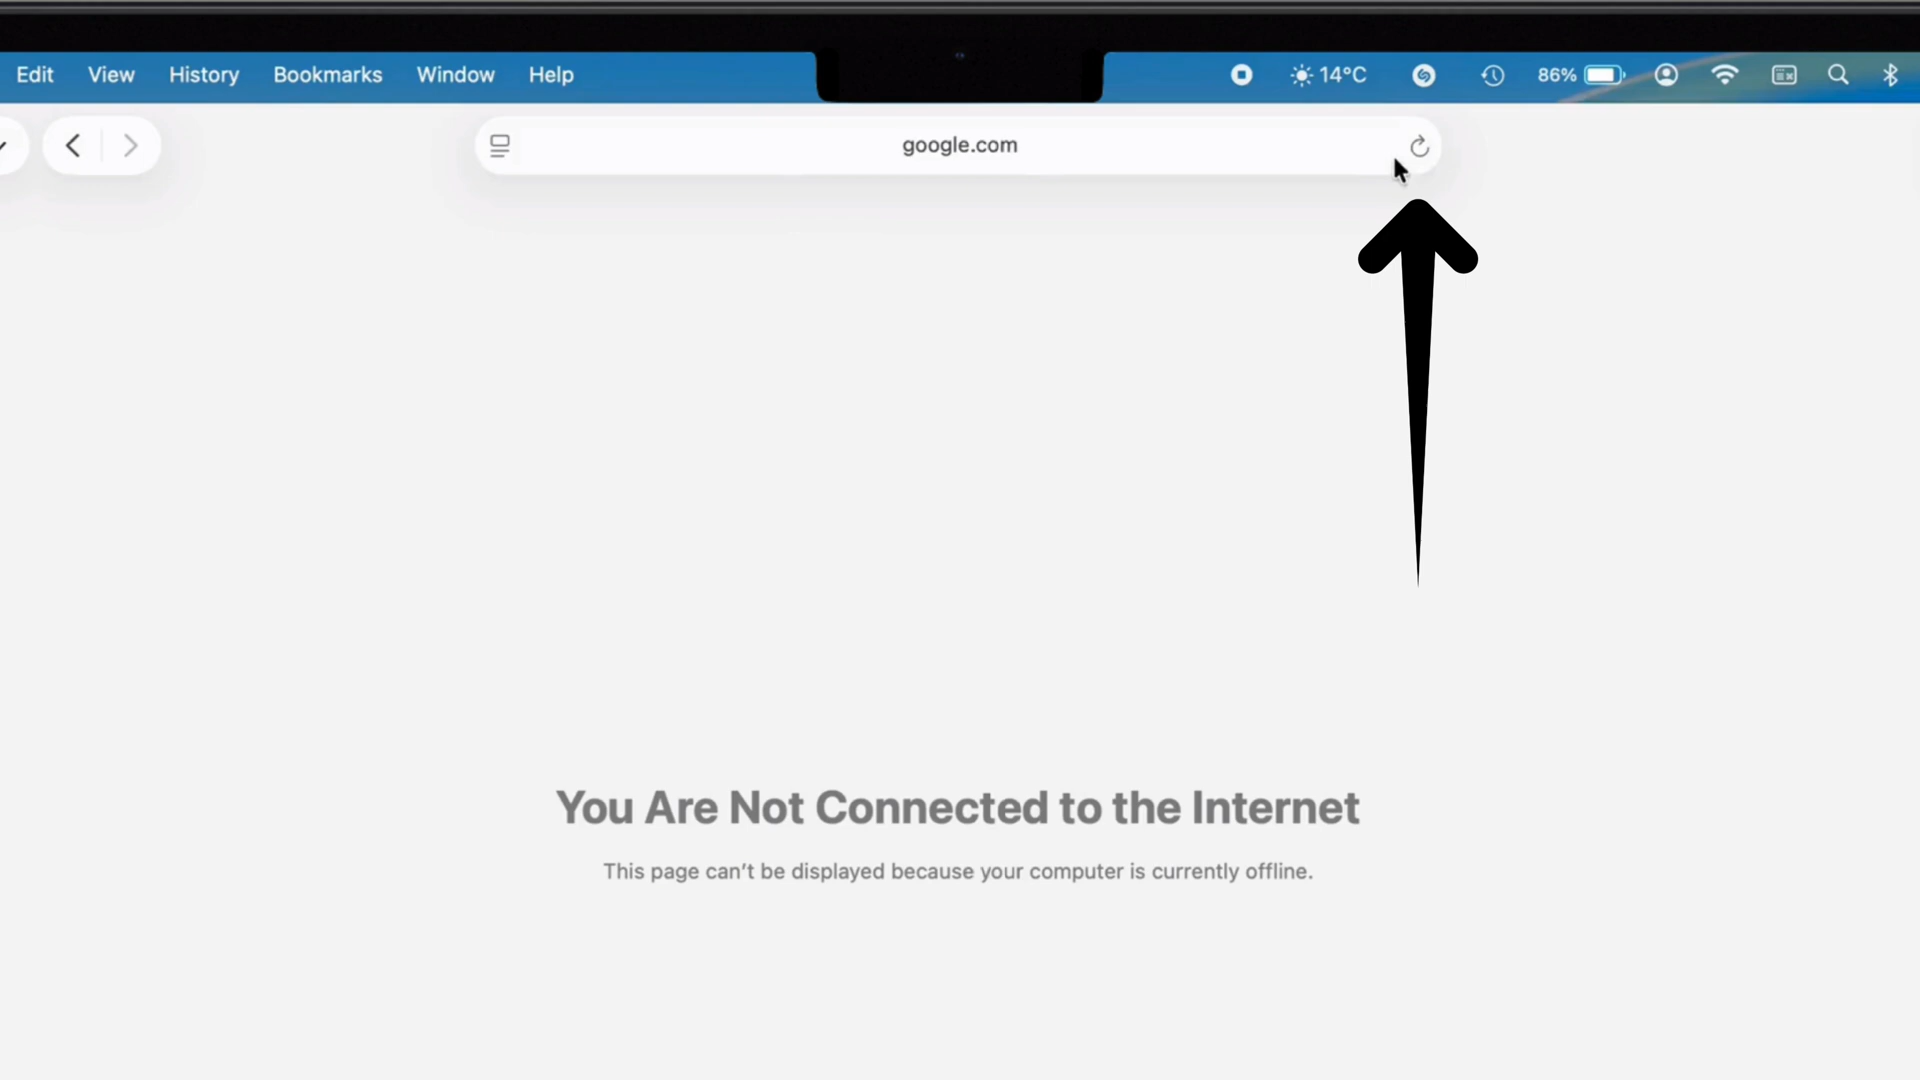 Edit View History Bookmarks Window Help 14°C 86%
google.com
You Are Not Connected to the Internet
This page can’t be displayed because your computer is currently offline.